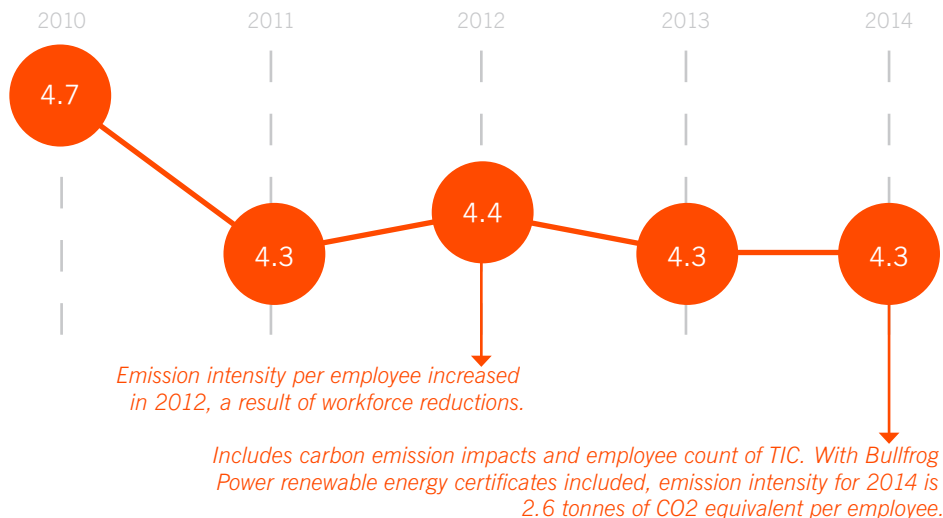 2010 2011 2012 2013 2014
4.7
4.3
4.4
4.3
4.3
Emission intensity per employee increased
in 2012, a result of workforce reductions.
Includes carbon emission impacts and employee count of TIC. With Bullfrog
Power renewable energy certificates included, emission intensity for 2014 is
2.6 tonnes of CO2 equivalent per employee.